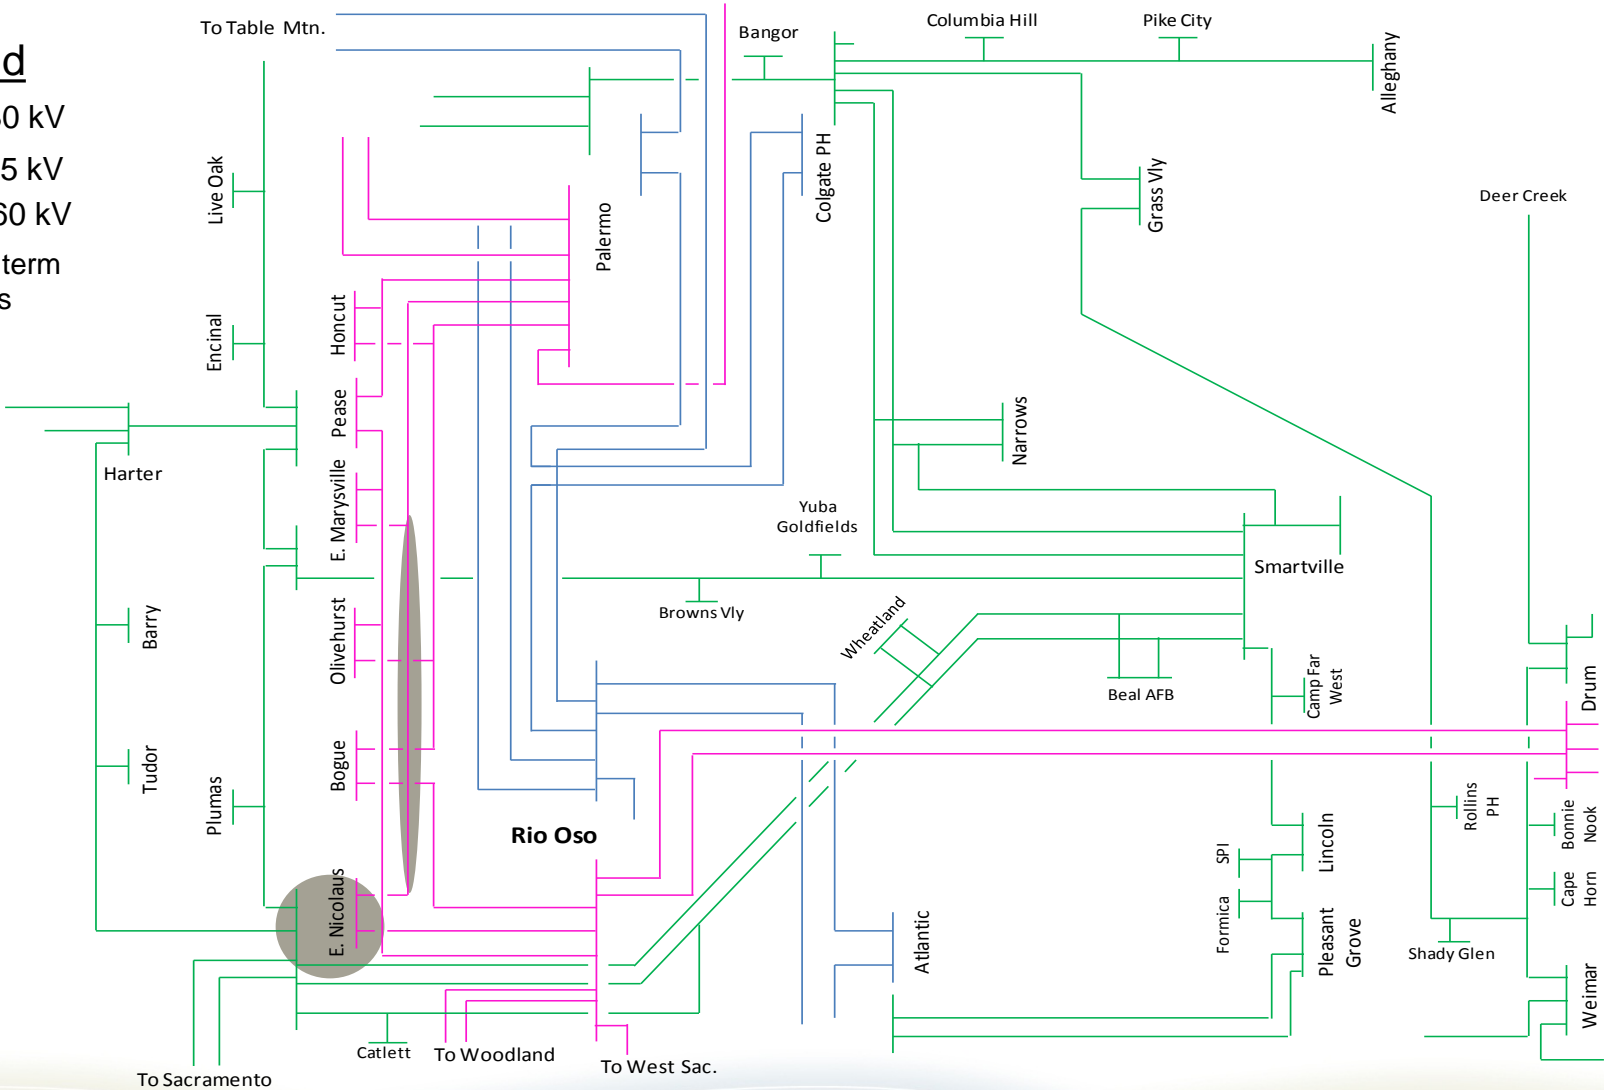 d
0 kV
5 kV
60 kV
term
s
To Table Mtn.
Bangor
Columbia Hill
Pike City
Alleghany
Live Oak
Colgate PH
Grass Vly
Deer Creek
Palermo
Encinal
Honcut
Pease
Harter
Narrows
E. Marysville
Yuba
Goldfields
Smartville
Browns Vly
Wheatland
Barry
Olivehurst
Beal AFB
Camp Far
West
Drum
Tudor
Bogue
Plumas
Rio Oso
Rollins
PH
Bonnie
Nook
SPI
Lincoln
Cape
Horn
E. Nicolaus
Formica
Atlantic
Pleasant
Grove
Shady Glen
Weimar
Catlett
To Woodland
To West Sac.
To Sacramento